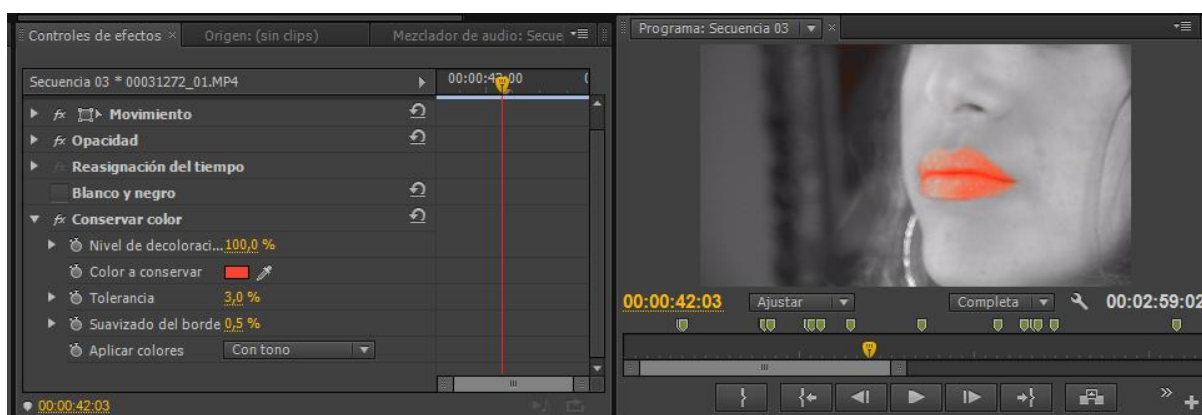 Controles de efectos × Origen: (sin clips) Mezclador de audio: Secue
Secuencia 03 * 00031272_01.MP4
00:00:42:00
fx Movimiento
fx Opacidad
Reasignación del tiempo
Blanco y negro
fx Conservar color
Nivel de decoloraci... 100,0 %
Color a conservar
Tolerancia 3,0 %
Suavizado del borde 0,5 %
Aplicar colores Con tono
00:00:42:03
Programa: Secuencia 03 ×
00:00:42:03 Ajustar Completa 00:02:59:02